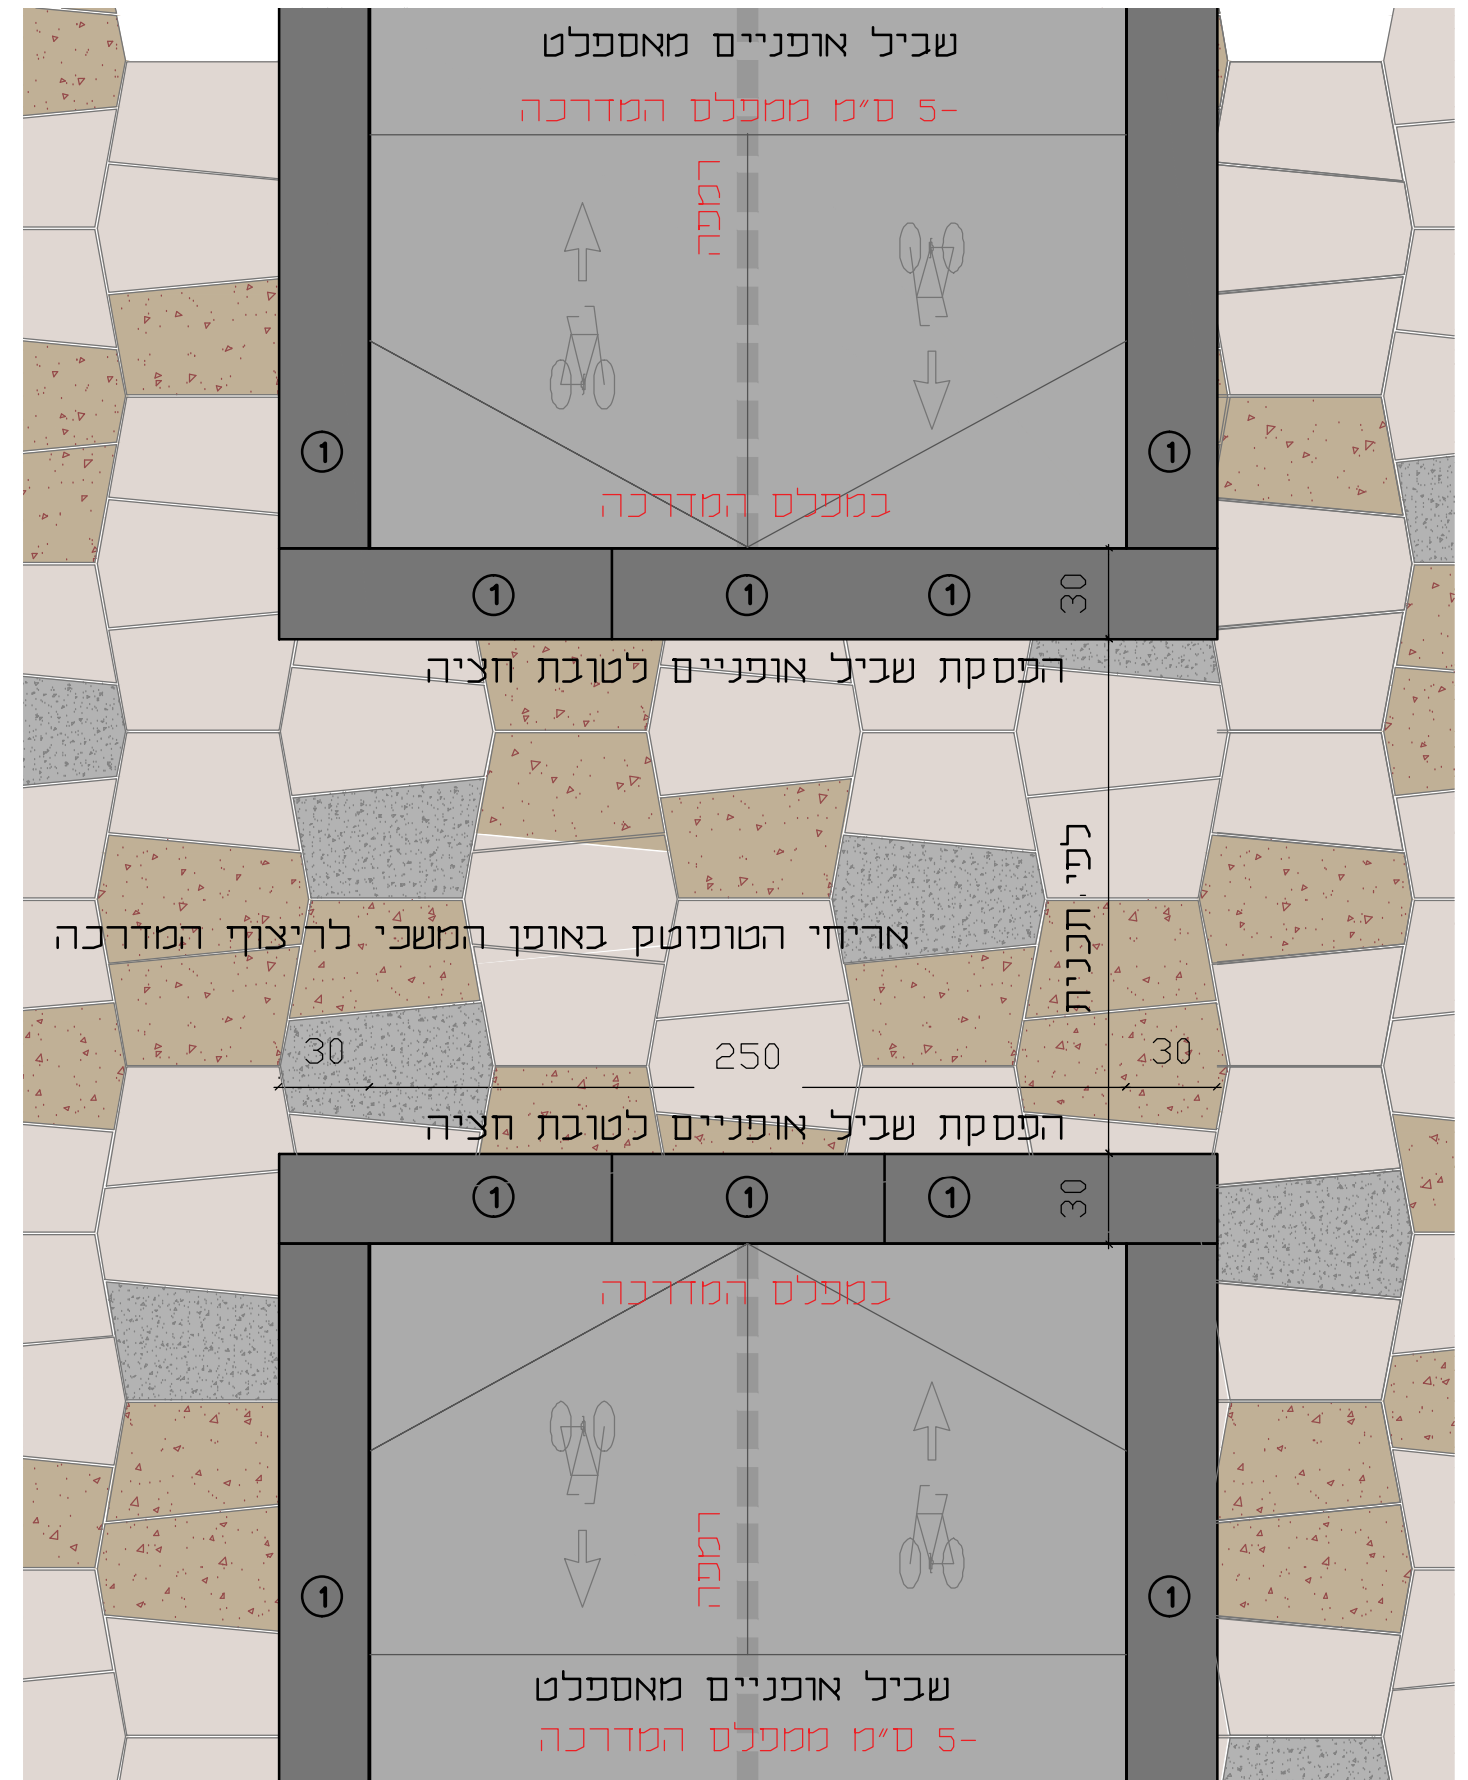 שביל אופניים מאספלט
-5 ס"מ ממפלס המדרכה
רמפה
1
1
במפלס המדרכה
1
1
1
30
הפסקת שביל אופניים לטובת חציה
לפי תכנית
אריחי הטופוטק באופן המשכי לריצוף המדרכה
30
250
30
הפסקת שביל אופניים לטובת חציה
1
1
1
30
במפלס המדרכה
רמפה
1
1
שביל אופניים מאספלט
-5 ס"מ ממפלס המדרכה